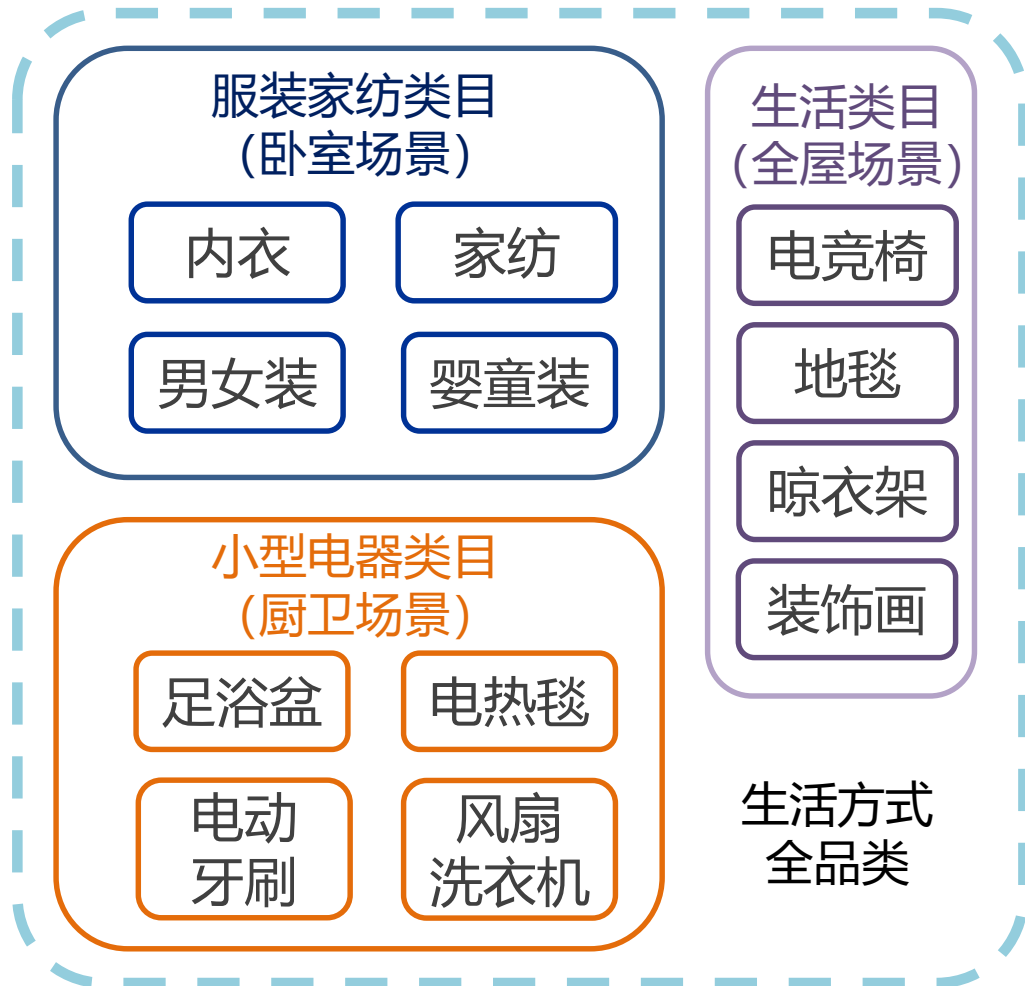 服装家纺类目
（卧室场景）
内衣
家纺
男女装
婴童装
小型电器类目
（厨卫场景）
足浴盆
电热毯
电动
牙刷
风扇
洗衣机
生活类目
（全屋场景）
电竞椅
地毯
晾衣架
装饰画
生活方式
全品类